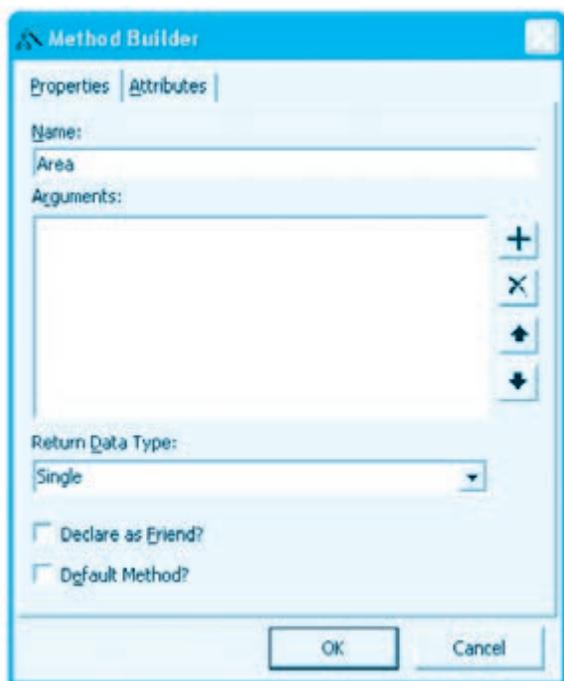 Method Builder
Properties Attributes
Name:
Area
Arguments:
Return Data Type:
Single
Declare as Friend?
Default Method?
OK Cancel